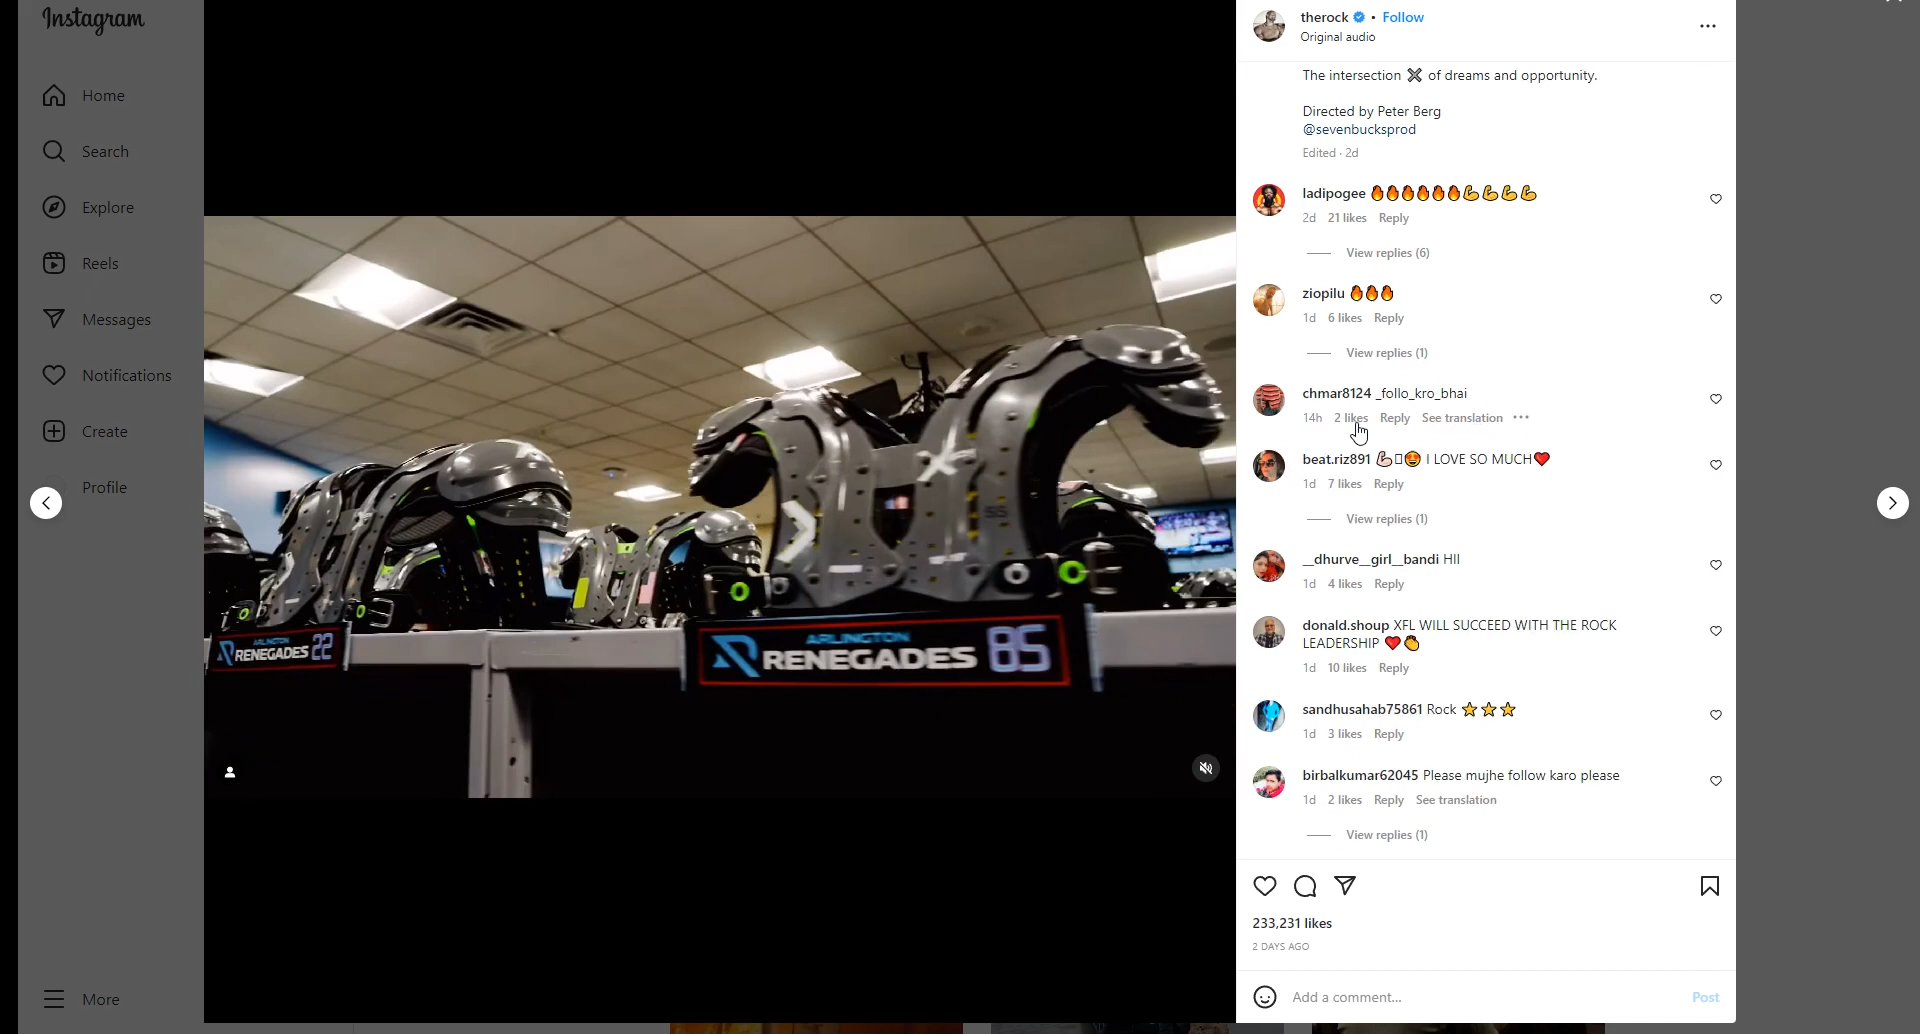 Instagram
Home
Search
Explore
Reels
Messages
Notifications
Create
Profile
More
ARLINGTON
RENEGADES 22
ARLINGTON
RENEGADES 85
therock • Follow
Original audio
The intersection ✖ of dreams and opportunity.
Directed by Peter Berg
@sevenbucksprod
Edited · 2d
ladipogee 🔥🔥🔥🔥🔥🔥💪💪💪💪
2d 21 likes Reply
View replies (6)
ziopilu 🔥🔥🔥
1d 6 likes Reply
View replies (1)
chmar8124 _follo_kro_bhai
14h 2 likes Reply See translation •••
beat.riz891 💪🏻▯😍 I LOVE SO MUCH❤️
1d 7 likes Reply
View replies (1)
__dhurve__girl__bandi HII
1d 4 likes Reply
donald.shoup XFL WILL SUCCEED WITH THE ROCK
LEADERSHIP ❤️👏
1d 10 likes Reply
sandhusahab75861 Rock ⭐⭐⭐
1d 3 likes Reply
birbalkumar62045 Please mujhe follow karo please
1d 2 likes Reply See translation
View replies (1)
233,231 likes
2 DAYS AGO
Add a comment...
Post